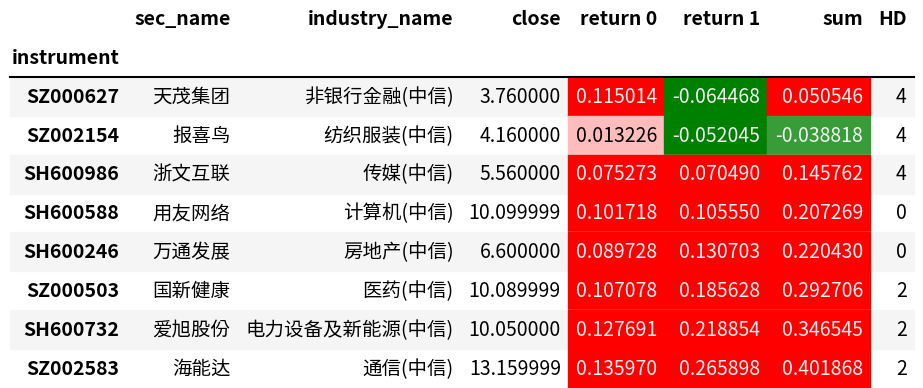 sec_name industry_name close return 0 return 1 sum HD
instrument
SZ000627 天茂集团 非银行金融(中信) 3.760000 0.115014 -0.064468 0.050546 4
SZ002154 报喜鸟 纺织服装(中信) 4.160000 0.013226 -0.052045 -0.038818 4
SH600986 浙文互联 传媒(中信) 5.560000 0.075273 0.070490 0.145762 4
SH600588 用友网络 计算机(中信) 10.099999 0.101718 0.105550 0.207269 0
SH600246 万通发展 房地产(中信) 6.600000 0.089728 0.130703 0.220430 0
SZ000503 国新健康 医药(中信) 10.089999 0.107078 0.185628 0.292706 2
SH600732 爱旭股份 电力设备及新能源(中信) 10.050000 0.127691 0.218854 0.346545 2
SZ002583 海能达 通信(中信) 13.159999 0.135970 0.265898 0.401868 2